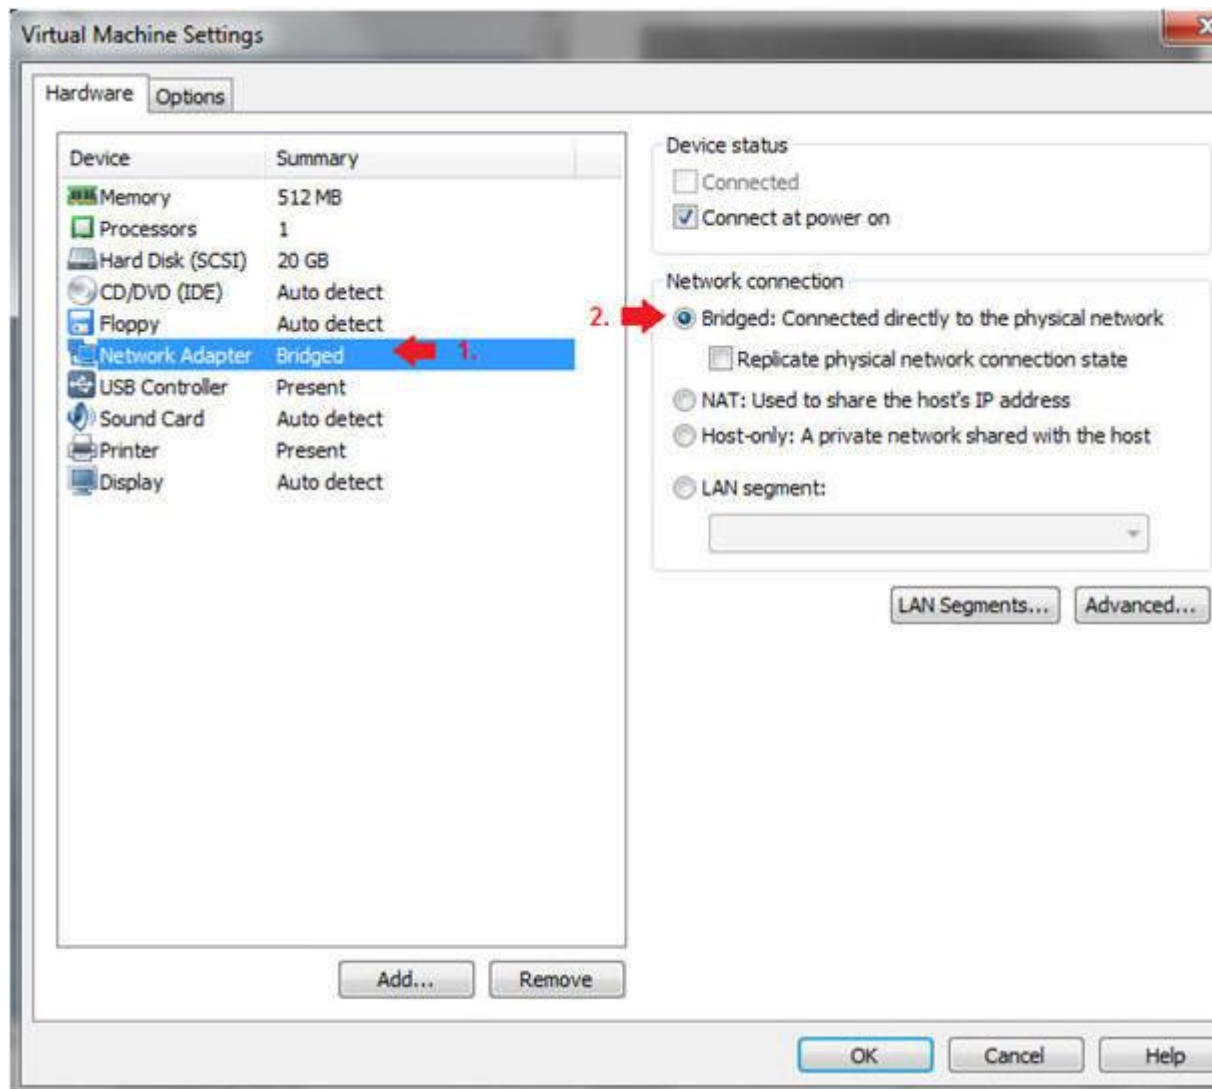 Virtual Machine Settings
Hardware Options
Device Summary
Memory 512 MB
Processors 1
Hard Disk (SCSI) 20 GB
CD/DVD (IDE) Auto detect
Floppy Auto detect
Network Adapter Bridged 1.
USB Controller Present
Sound Card Auto detect
Printer Present
Display Auto detect
Add... Remove
Device status
Connected
Connect at power on
Network connection
2. Bridged: Connected directly to the physical network
Replicate physical network connection state
NAT: Used to share the host's IP address
Host-only: A private network shared with the host
LAN segment:
LAN Segments... Advanced...
OK Cancel Help